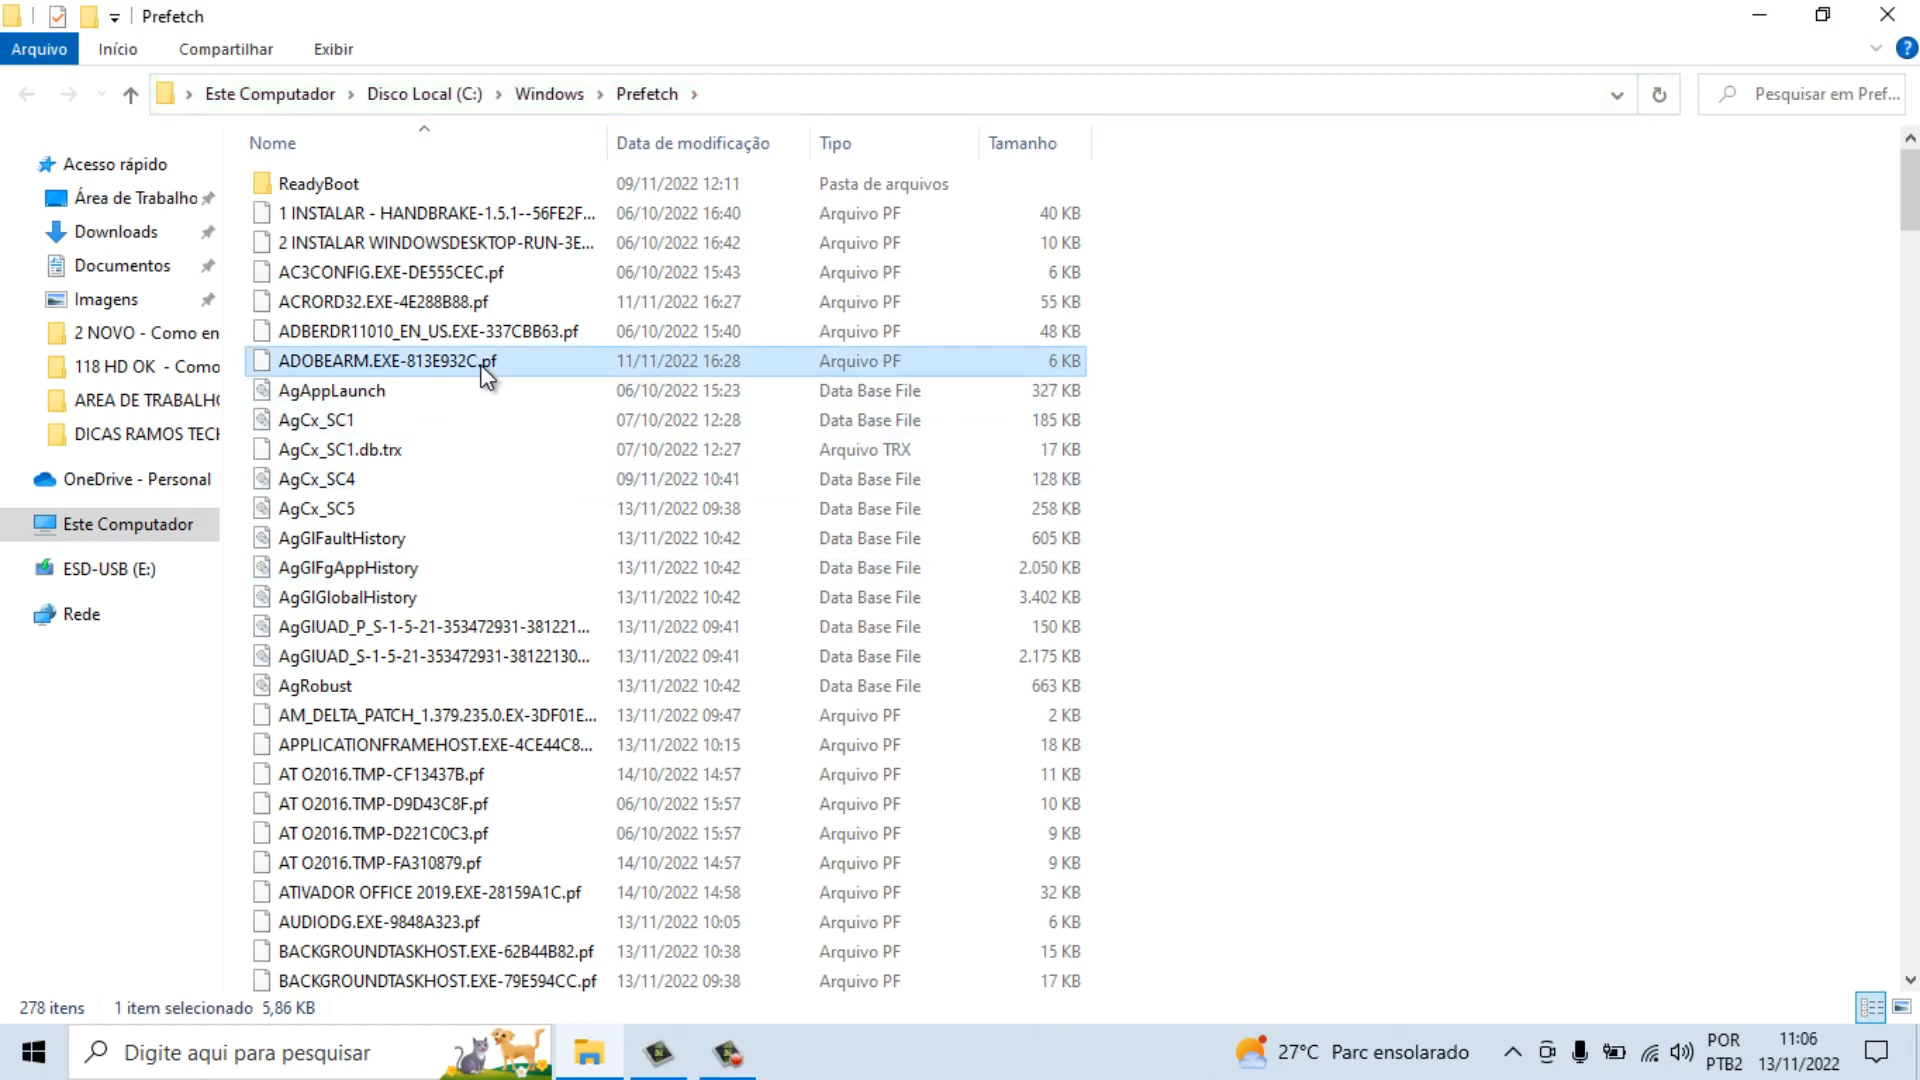 Prefetch
Arquivo Início Compartilhar Exibir
Este Computador Disco Local (C:) Windows Prefetch
Pesquisar em Pref...
Nome Data de modificação Tipo Tamanho
Acesso rápido
Área de Trabalho
Downloads
Documentos
Imagens
2 NOVO - Como en
118 HD OK - Como
AREA DE TRABALHO
DICAS RAMOS TECH
OneDrive - Personal
Este Computador
ESD-USB (E:)
Rede
ReadyBoot 09/11/2022 12:11 Pasta de arquivos
1 INSTALAR - HANDBRAKE-1.5.1--56FE2F... 06/10/2022 16:40 Arquivo PF 40 KB
2 INSTALAR WINDOWSDESKTOP-RUN-3E... 06/10/2022 16:42 Arquivo PF 10 KB
AC3CONFIG.EXE-DE555CEC.pf 06/10/2022 15:43 Arquivo PF 6 KB
ACRORD32.EXE-4E288B88.pf 11/11/2022 16:27 Arquivo PF 55 KB
ADBERDR11010_EN_US.EXE-337CBB63.pf 06/10/2022 15:40 Arquivo PF 48 KB
ADOBEARM.EXE-813E932C.pf 11/11/2022 16:28 Arquivo PF 6 KB
AgAppLaunch 06/10/2022 15:23 Data Base File 327 KB
AgCx_SC1 07/10/2022 12:28 Data Base File 185 KB
AgCx_SC1.db.trx 07/10/2022 12:27 Arquivo TRX 17 KB
AgCx_SC4 09/11/2022 10:41 Data Base File 128 KB
AgCx_SC5 13/11/2022 09:38 Data Base File 258 KB
AgGlFaultHistory 13/11/2022 10:42 Data Base File 605 KB
AgGlFgAppHistory 13/11/2022 10:42 Data Base File 2.050 KB
AgGlGlobalHistory 13/11/2022 10:42 Data Base File 3.402 KB
AgGlUAD_P_S-1-5-21-353472931-381221... 13/11/2022 09:41 Data Base File 150 KB
AgGlUAD_S-1-5-21-353472931-38122130... 13/11/2022 09:41 Data Base File 2.175 KB
AgRobust 13/11/2022 10:42 Data Base File 663 KB
AM_DELTA_PATCH_1.379.235.0.EX-3DF01E... 13/11/2022 09:47 Arquivo PF 2 KB
APPLICATIONFRAMEHOST.EXE-4CE44C8... 13/11/2022 10:15 Arquivo PF 18 KB
AT O2016.TMP-CF13437B.pf 14/10/2022 14:57 Arquivo PF 11 KB
AT O2016.TMP-D9D43C8F.pf 06/10/2022 15:57 Arquivo PF 10 KB
AT O2016.TMP-D221C0C3.pf 06/10/2022 15:57 Arquivo PF 9 KB
AT O2016.TMP-FA310879.pf 14/10/2022 14:57 Arquivo PF 9 KB
ATIVADOR OFFICE 2019.EXE-28159A1C.pf 14/10/2022 14:58 Arquivo PF 32 KB
AUDIODG.EXE-9848A323.pf 13/11/2022 10:05 Arquivo PF 6 KB
BACKGROUNDTASKHOST.EXE-62B44B82.pf 13/11/2022 10:38 Arquivo PF 15 KB
BACKGROUNDTASKHOST.EXE-79E594CC.pf 13/11/2022 09:38 Arquivo PF 17 KB
278 itens 1 item selecionado 5,86 KB
Digite aqui para pesquisar
27°C Parc ensolarado
POR
PTB2
11:06
13/11/2022